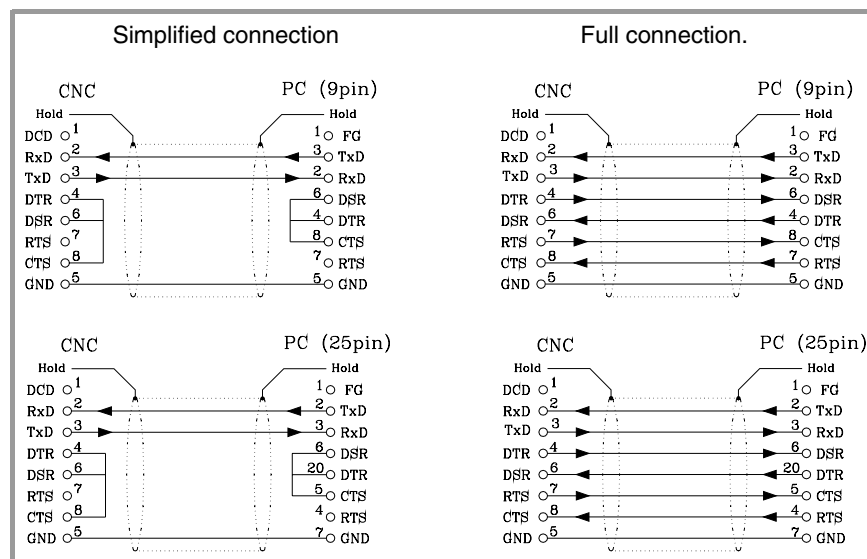 Simplified connection Full connection.
CNC PC (9pin) CNC PC (9pin)
Hold Hold Hold Hold
DCD 1 1 FG DCD 1 1 FG
RxD 2 3 TxD RxD 2 3 TxD
TxD 3 2 RxD TxD 3 2 RxD
DTR 4 6 DSR DTR 4 6 DSR
DSR 6 4 DTR DSR 6 4 DTR
RTS 7 8 CTS RTS 7 8 CTS
CTS 8 7 RTS CTS 8 7 RTS
GND 5 5 GND GND 5 5 GND
CNC PC (25pin) CNC PC (25pin)
Hold Hold Hold Hold
DCD 1 1 FG DCD 1 1 FG
RxD 2 2 TxD RxD 2 2 TxD
TxD 3 3 RxD TxD 3 3 RxD
DTR 4 6 DSR DTR 4 6 DSR
DSR 6 20 DTR DSR 6 20 DTR
RTS 7 5 CTS RTS 7 5 CTS
CTS 8 4 RTS CTS 8 4 RTS
GND 5 7 GND GND 5 7 GND